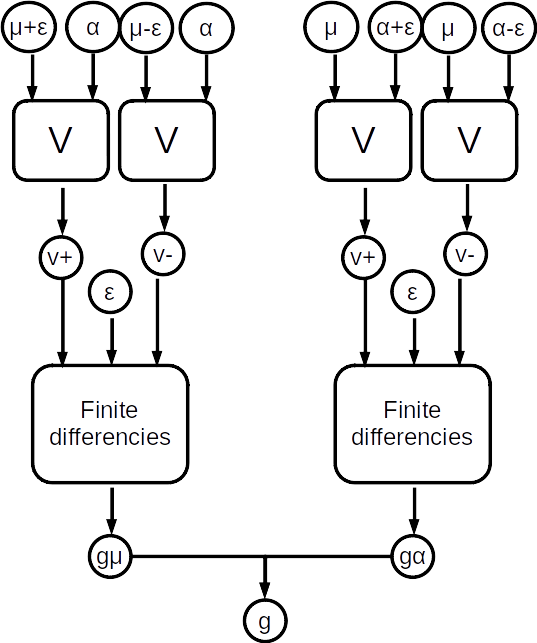 μ+ε α μ-ε α μ α+ε μ α-ε
V V V V
v+ v- v+ v-
ε ε
Finite Finite
differencies differencies
gμ gα
g